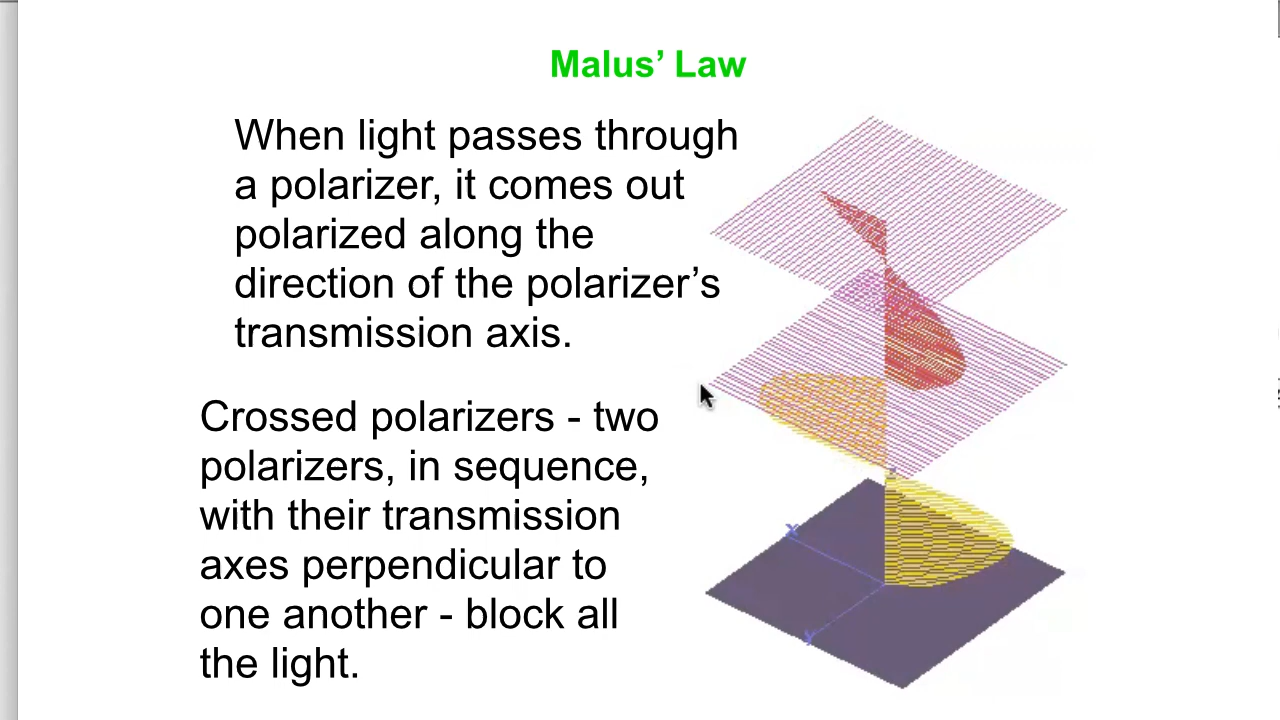 Malus’ Law
When light passes through
a polarizer, it comes out
polarized along the
direction of the polarizer’s
transmission axis.
Crossed polarizers - two
polarizers, in sequence,
with their transmission
axes perpendicular to
one another - block all
the light.
x
y